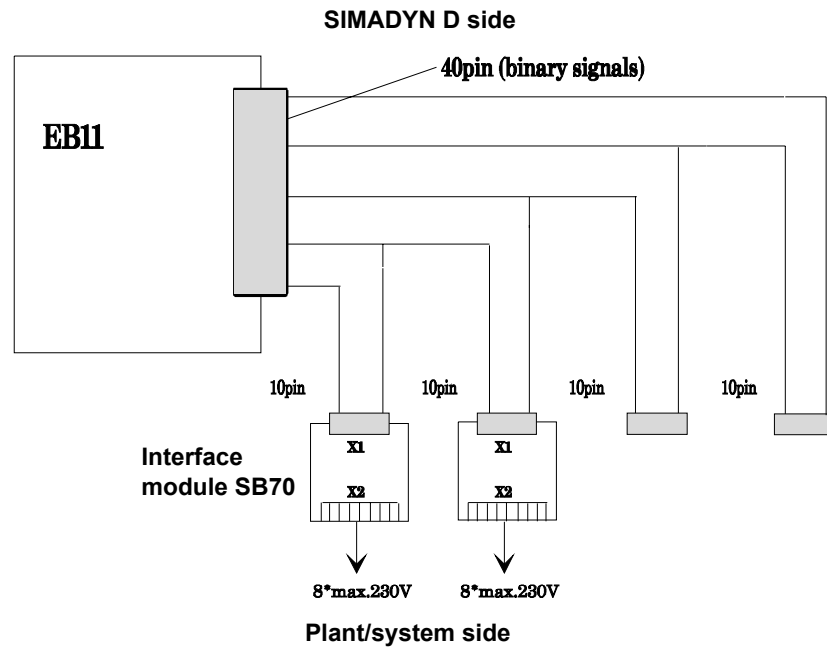 SIMADYN D side
40pin (binary signals)
EB11
10pin
10pin
10pin
10pin
X1
X1
Interface
module SB70
X2
X2
8*max.230V
8*max.230V
Plant/system side